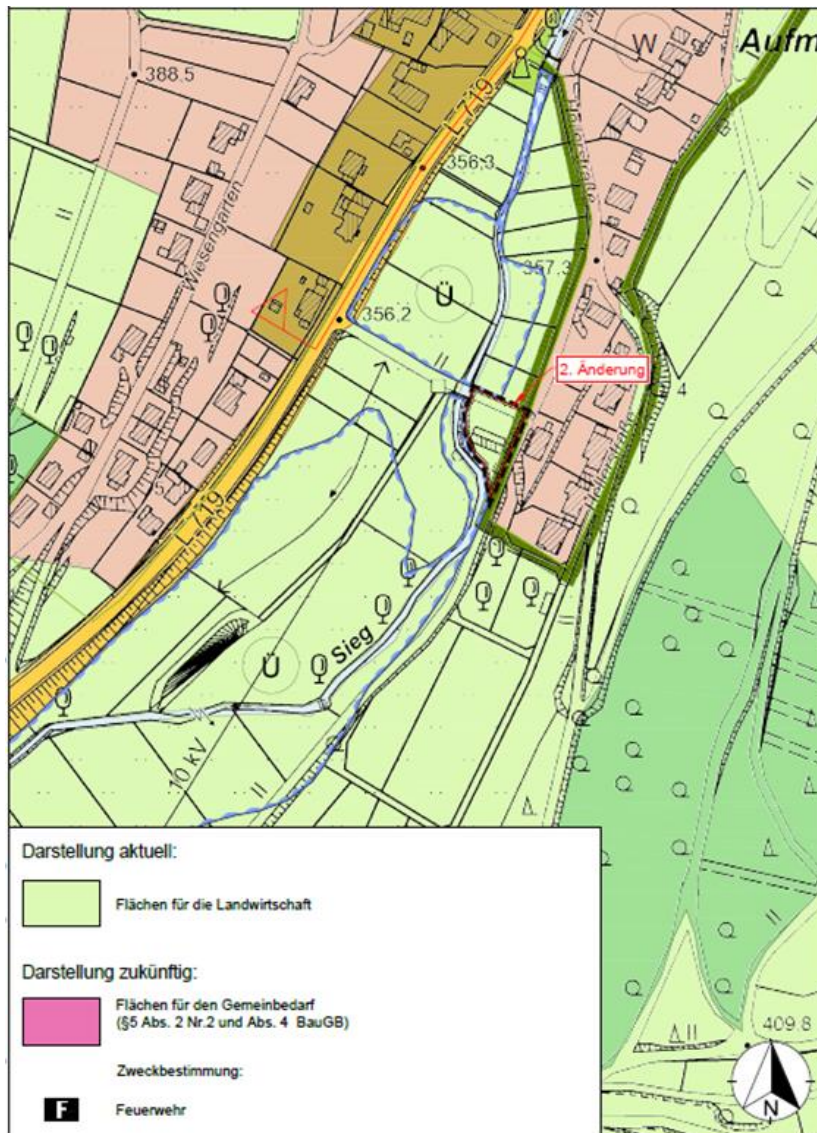 W
Aufm
388.5
L 719
356.3
Wiesengarten
357.3
Ü
356.2
2. Änderung
4
L 719
Sieg
Ü
10 kV
II
409.8
N
Darstellung aktuell:
Flächen für die Landwirtschaft
Darstellung zukünftig:
Flächen für den Gemeinbedarf
(§5 Abs. 2 Nr.2 und Abs. 4 BauGB)
Zweckbestimmung:
F
Feuerwehr